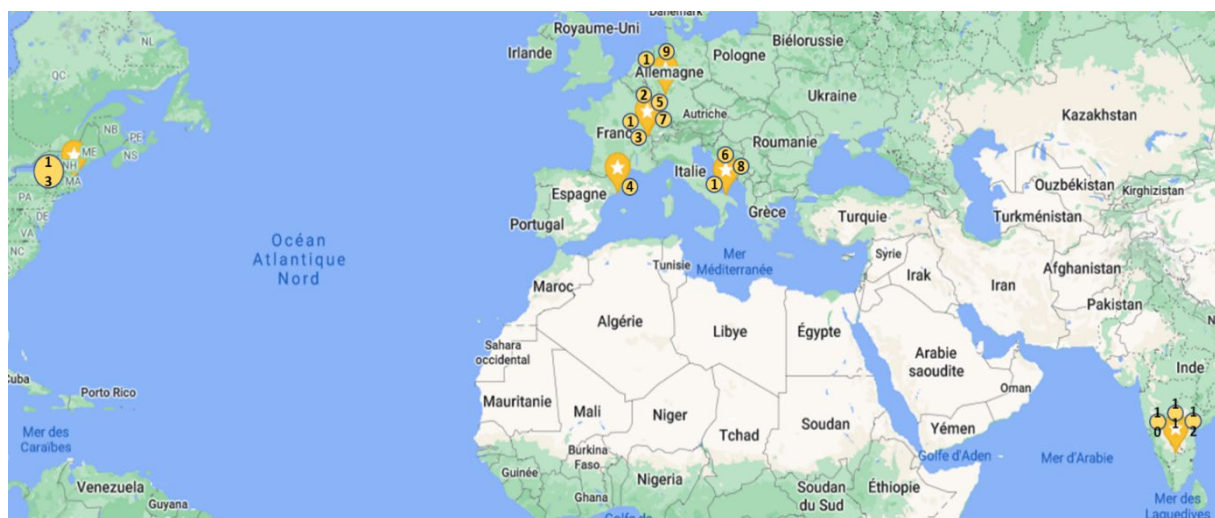 Danemark
Royaume-Uni
Irlande
Biélorussie
Pologne
1
9
Allemagne
NL
QC
Ukraine
Kazakhstan
2
5
Autriche
1
7
Franc
3
NB
PE
ME
NS
NH
1
3
MA
Roumanie
6
Italie
8
1
Ouzbékistan
Kirghizistan
Espagne
4
PA
DE
VA
NC
Portugal
Grèce
Turquie
Turkménistan
Océan
Atlantique
Nord
Mer
Méditerranée
Tunisie
Syrie
Irak
Iran
Afghanistan
Maroc
Pakistan
Algérie
Libye
Égypte
Sahara
occidental
Arabie
saoudite
Inde
Oman
Cuba
Porto Rico
Mauritanie
Mali
Niger
Tchad
Soudan
Yémen
1
0
1
1
1
2
Mer des
Caraïbes
Burkina
Faso
Golfe d'Aden
Mer d'Arabie
Guinée
Nigeria
Venezuela
Guyana
Ghana
Soudan
du Sud
Éthiopie
Mer des
Laquedives
Golfe de